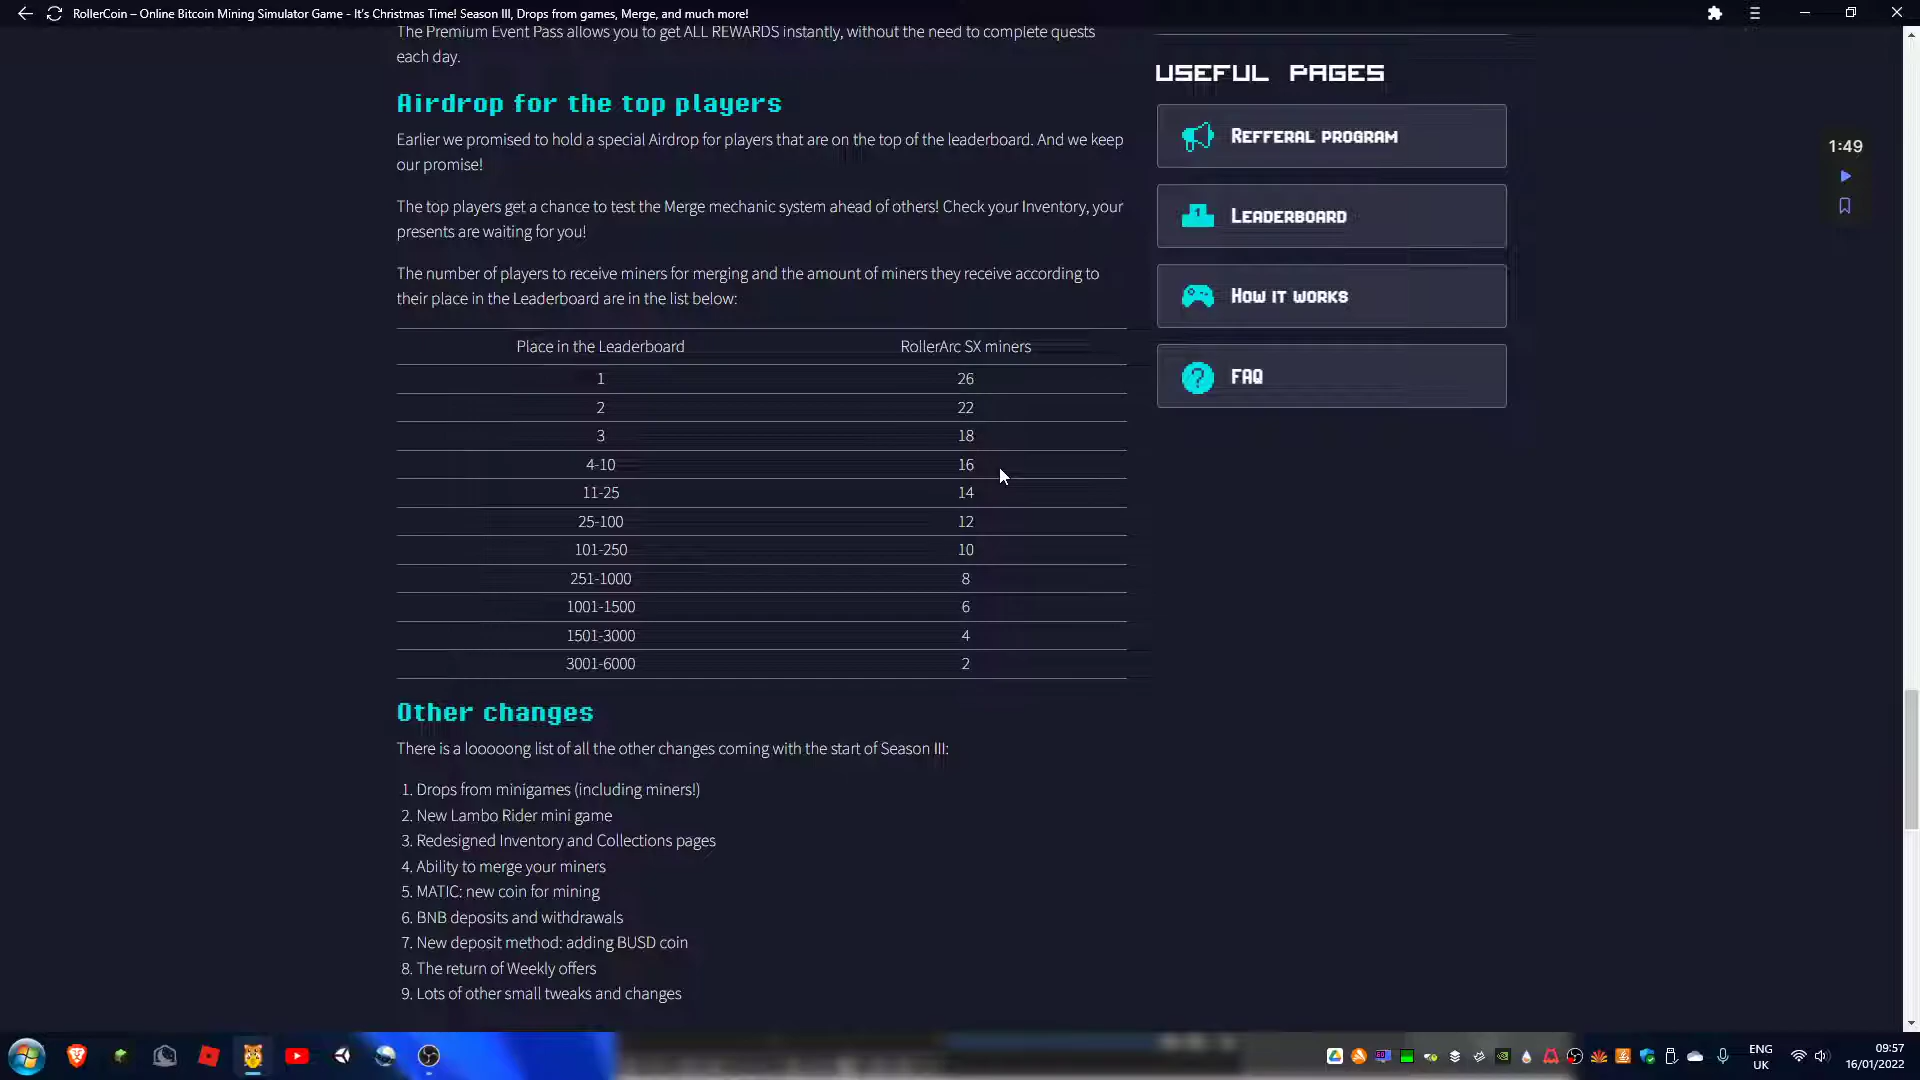 RollerCoin – Online Bitcoin Mining Simulator Game - It's Christmas Time! Season III, Drops from games, Merge, and much more!
The Premium Event Pass allows you to get ALL REWARDS instantly, without the need to complete quests
each day.
Airdrop for the top players
Earlier we promised to hold a special Airdrop for players that are on the top of the leaderboard. And we keep
our promise!
The top players get a chance to test the Merge mechanic system ahead of others! Check your Inventory, your
presents are waiting for you!
The number of players to receive miners for merging and the amount of miners they receive according to
their place in the Leaderboard are in the list below:
Place in the Leaderboard RollerArc SX miners
1 26
2 22
3 18
4-10 16
11-25 14
25-100 12
101-250 10
251-1000 8
1001-1500 6
1501-3000 4
3001-6000 2
Other changes
There is a looooong list of all the other changes coming with the start of Season III:
1. Drops from minigames (including miners!)
2. New Lambo Rider mini game
3. Redesigned Inventory and Collections pages
4. Ability to merge your miners
5. MATIC: new coin for mining
6. BNB deposits and withdrawals
7. New deposit method: adding BUSD coin
8. The return of Weekly offers
9. Lots of other small tweaks and changes
USEFUL PAGES
REFFERAL PROGRAM
LEADERBOARD
HOW IT WORKS
FAQ
1:49
ENG
UK
09:57
16/01/2022